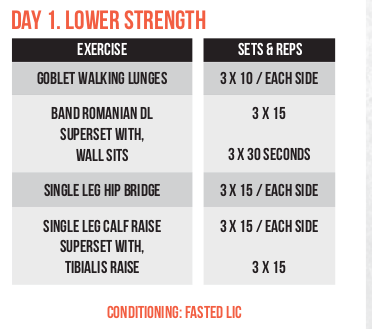 DAY 1. LOWER STRENGTH
EXERCISE SETS & REPS
GOBLET WALKING LUNGES 3 X 10 / EACH SIDE
BAND ROMANIAN DL 3 X 15
SUPERSET WITH,
WALL SITS 3 X 30 SECONDS
SINGLE LEG HIP BRIDGE 3 X 15 / EACH SIDE
SINGLE LEG CALF RAISE 3 X 15 / EACH SIDE
SUPERSET WITH,
TIBIALIS RAISE 3 X 15
CONDITIONING: FASTED LIC